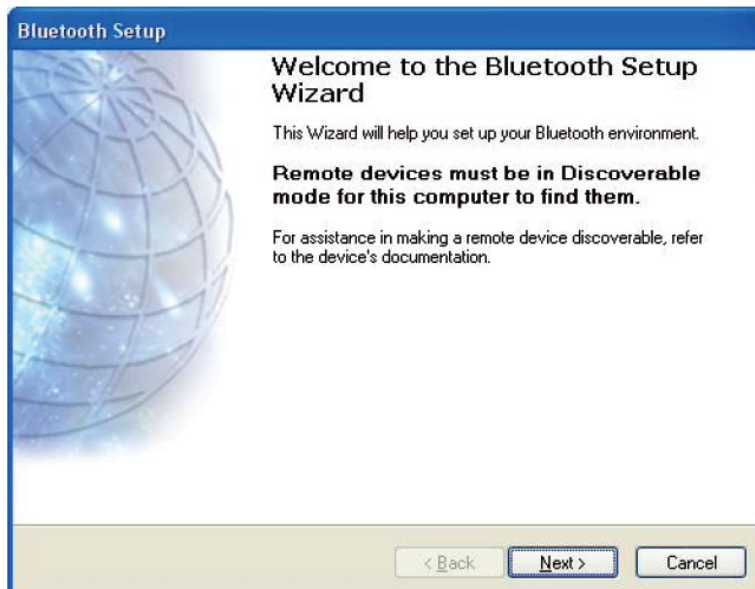 Bluetooth Setup
Welcome to the Bluetooth Setup
Wizard
This Wizard will help you set up your Bluetooth environment.
Remote devices must be in Discoverable
mode for this computer to find them.
For assistance in making a remote device discoverable, refer
to the device's documentation.
< Back Next > Cancel